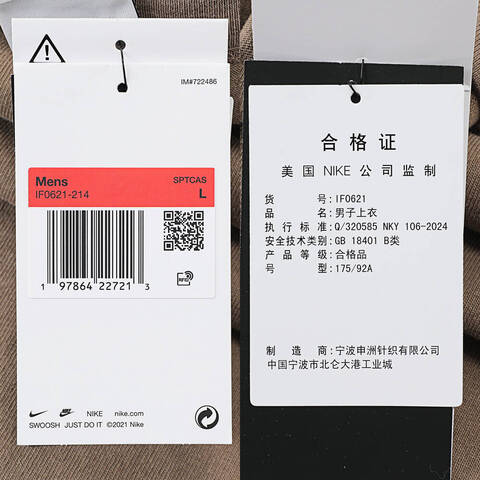 IM#722486
Mens SPTCAS
IF0621-214 L
1 97864 22721 3
RFID
NIKE nike.com
SWOOSH JUST DO IT ©2021 Nike
合格证
美国 NIKE 公司监制
货号:IF0621
品名:男子上衣
执行标准:Q/320585 NKY 106-2024
安全技术类别:GB 18401 B类
产品等级:合格品
号型:175/92A
制造商:宁波申洲针织有限公司
中国宁波市北仑大港工业城